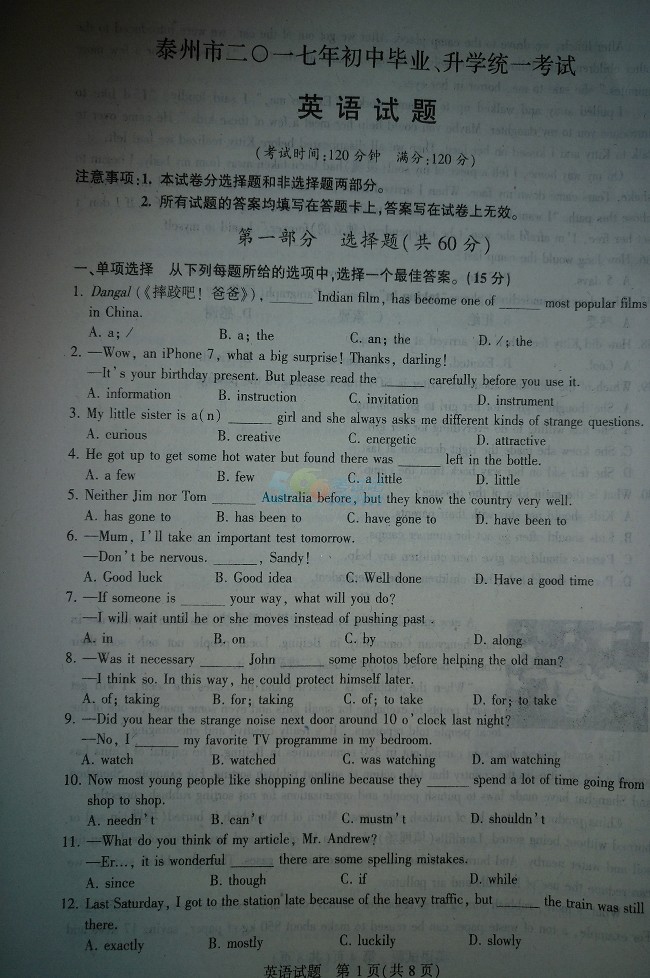 泰州市二〇一七年初中毕业、升学统一考试
英语试题
(考试时间:120分钟 满分:120分)
注意事项:1. 本试卷分选择题和非选择题两部分。
2. 所有试题的答案均填写在答题卡上,答案写在试卷上无效。
第一部分 选择题(共60分)
一、单项选择 从下列每题所给的选项中,选择一个最佳答案。(15分)
1. Dangal (《摔跤吧!爸爸》), ______ Indian film, has become one of ______ most popular films
in China.
A. a; / B. a; the C. an; the D. /; the
2. —Wow, an iPhone 7, what a big surprise! Thanks, darling!
—It's your birthday present. But please read the ______ carefully before you use it.
A. information B. instruction C. invitation D. instrument
3. My little sister is a(n) ______ girl and she always asks me different kinds of strange questions.
A. curious B. creative C. energetic D. attractive
4. He got up to get some hot water but found there was ______ left in the bottle.
A. a few B. few C. a little D. little
5. Neither Jim nor Tom ______ Australia before, but they know the country very well.
A. has gone to B. has been to C. have gone to D. have been to
6. —Mum, I'll take an important test tomorrow.
—Don't be nervous. ______, Sandy!
A. Good luck B. Good idea C. Well done D. Have a good time
7. —If someone is ______ your way, what will you do?
—I will wait until he or she moves instead of pushing past.
A. in B. on C. by D. along
8. —Was it necessary ______ John ______ some photos before helping the old man?
—I think so. In this way, he could protect himself later.
A. of; taking B. for; taking C. of; to take D. for; to take
9. —Did you hear the strange noise next door around 10 o'clock last night?
—No, I ______ my favorite TV programme in my bedroom.
A. watch B. watched C. was watching D. am watching
10. Now most young people like shopping online because they ______ spend a lot of time going from
shop to shop.
A. needn't B. can't C. mustn't D. shouldn't
11. —What do you think of my article, Mr. Andrew?
—Er..., it is wonderful ______ there are some spelling mistakes.
A. since B. though C. if D. while
12. Last Saturday, I got to the station late because of the heavy traffic, but ______ the train was still
there.
A. exactly B. mostly C. luckily D. slowly
英语试题 第1页(共8页)